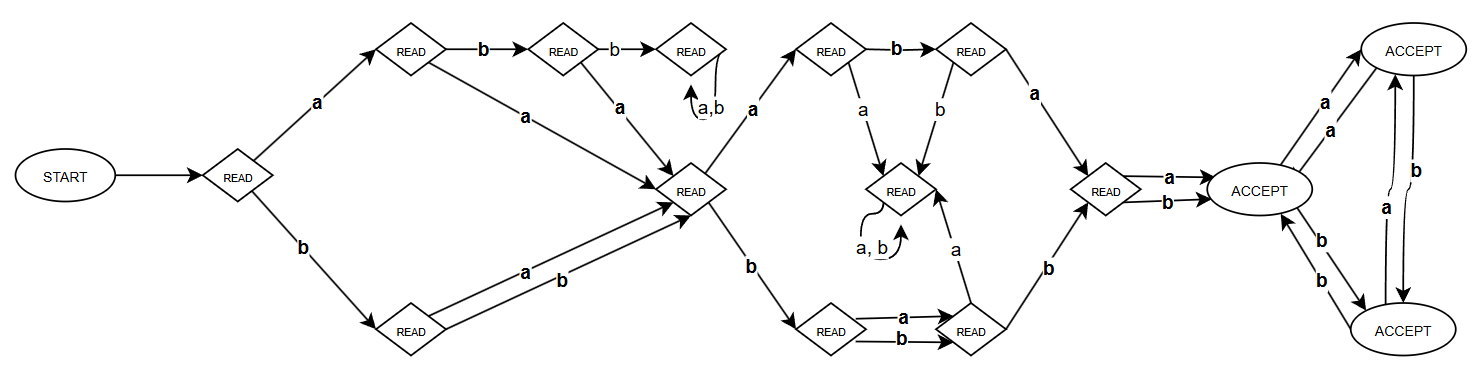 READ b READ b READ READ b READ ACCEPT
a a,b a a a
a a a b a
START READ READ READ READ ACCEPT
a b b
b a, b a a b
a b b b b
b
READ READ a READ ACCEPT
b